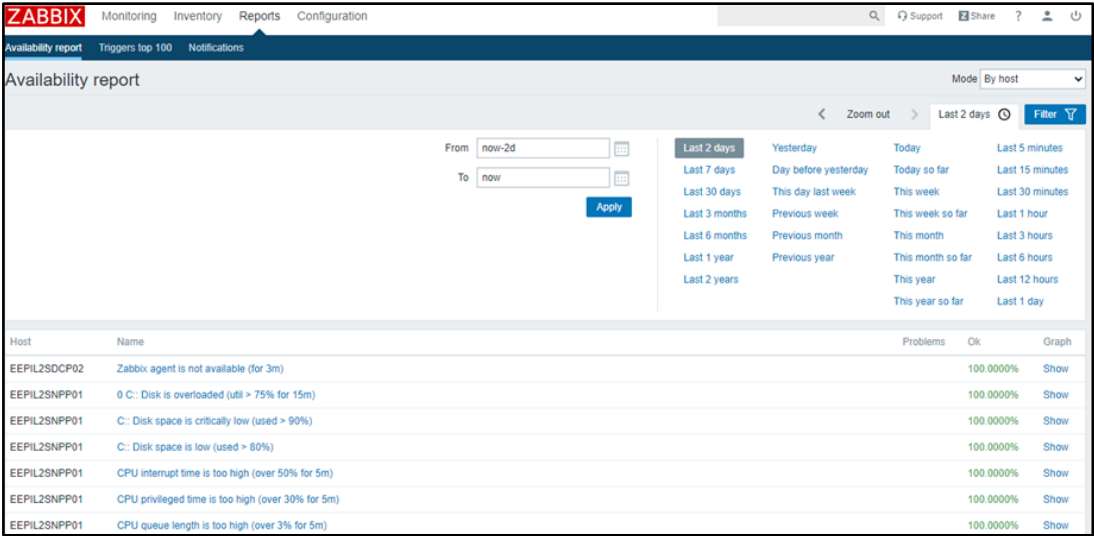 ZABBIX Monitoring Inventory Reports Configuration Support Z Share ?
Availability report Triggers top 100 Notifications
Availability report Mode By host
< Zoom out > Last 2 days Filter
From now-2d Last 2 days Yesterday Today Last 5 minutes
Last 7 days Day before yesterday Today so far Last 15 minutes
To now
Last 30 days This day last week This week Last 30 minutes
Apply Last 3 months Previous week This week so far Last 1 hour
Last 6 months Previous month This month Last 3 hours
Last 1 year Previous year This month so far Last 6 hours
Last 2 years This year Last 12 hours
This year so far Last 1 day
Host Name Problems Ok Graph
EEPIL2SDCP02 Zabbix agent is not available (for 3m) 100.0000% Show
EEPIL2SNPP01 0 C:: Disk is overloaded (util > 75% for 15m) 100.0000% Show
EEPIL2SNPP01 C:: Disk space is critically low (used > 90%) 100.0000% Show
EEPIL2SNPP01 C:: Disk space is low (used > 80%) 100.0000% Show
EEPIL2SNPP01 CPU interrupt time is too high (over 50% for 5m) 100.0000% Show
EEPIL2SNPP01 CPU privileged time is too high (over 30% for 5m) 100.0000% Show
EEPIL2SNPP01 CPU queue length is too high (over 3% for 5m) 100.0000% Show